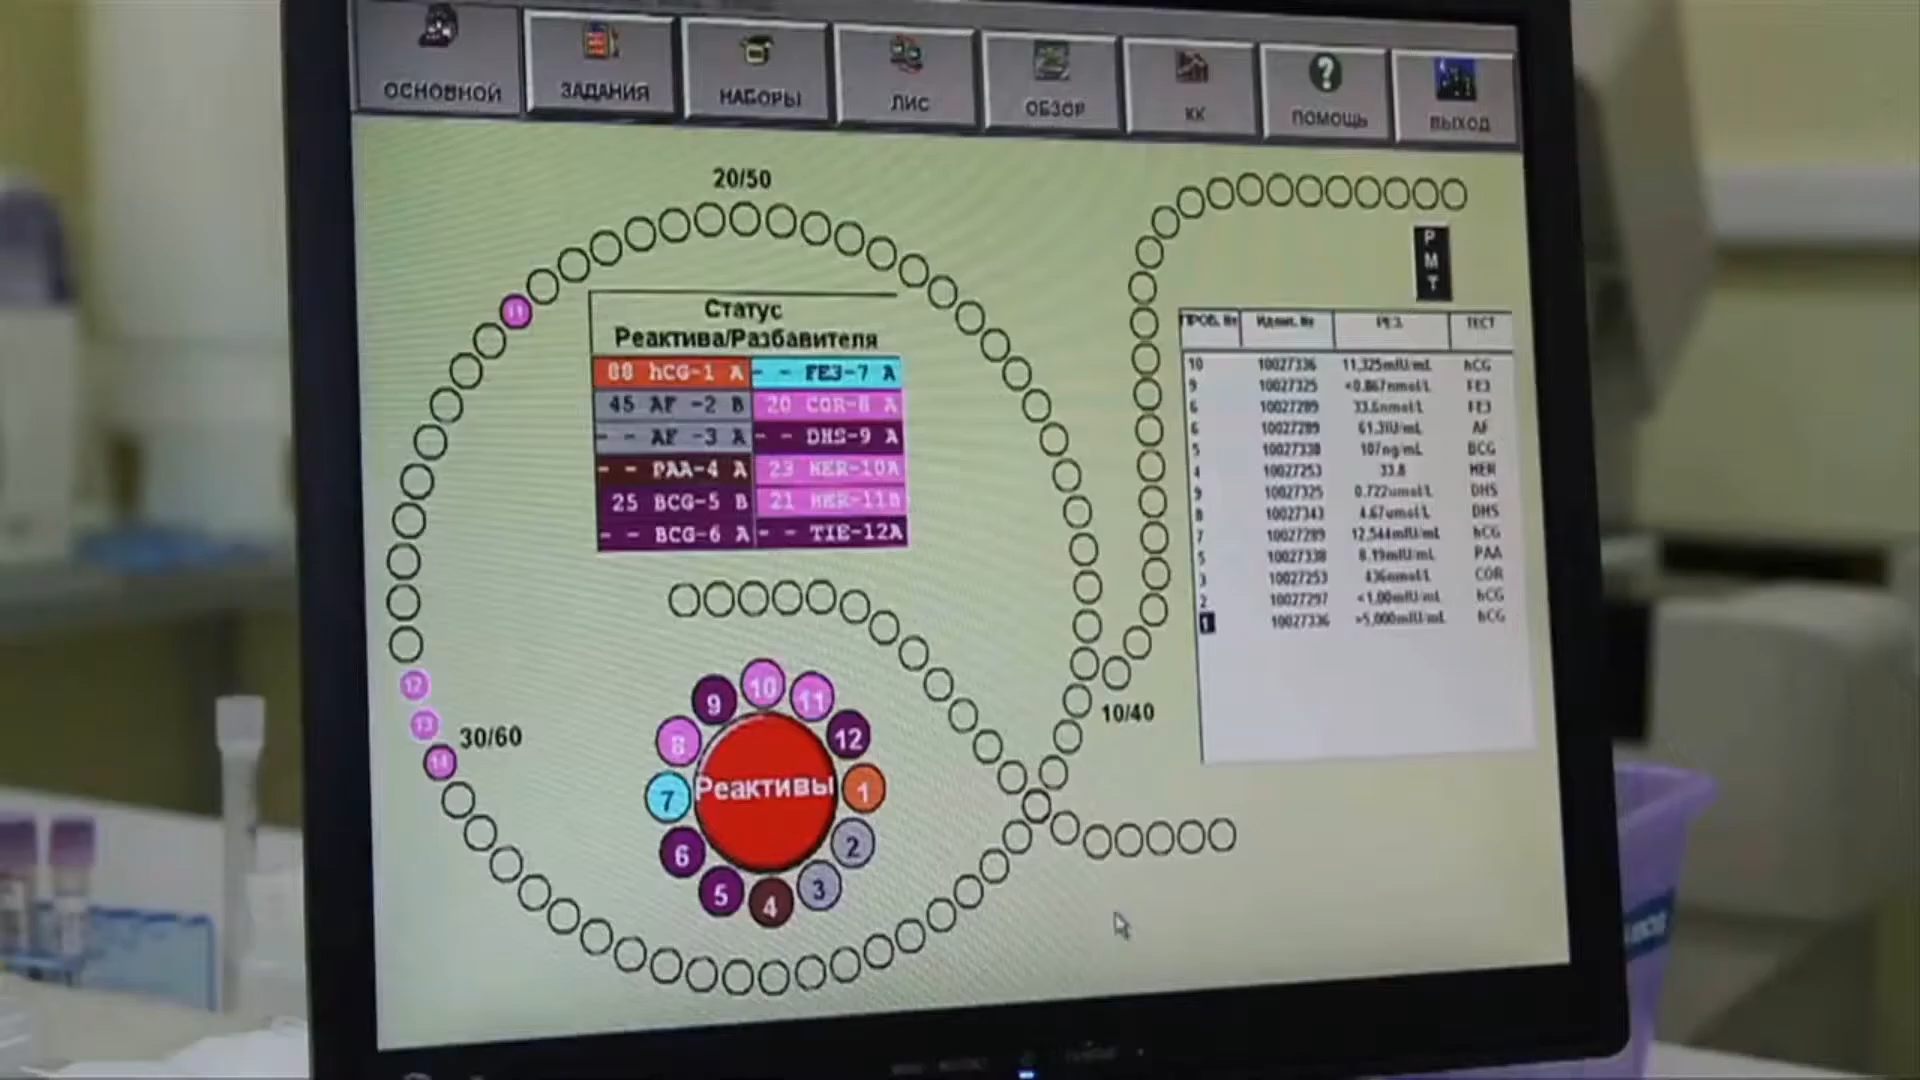 ОСНОВНОЙ
ЗАДАНИЯ
НАБОРЫ
ЛИС
ОБЗОР
КК
ПОМОЩЬ
ВЫХОД
20/50
Статус
Реактива/Разбавителя
88 hCG-1 A
- - FE3-7 A
45 AF -2 B
20 COR-8 A
- - AF -3 A
- - DHS-9 A
- - PAA-4 A
23 HER-10A
25 BCG-5 B
21 HER-11B
- - BCG-6 A
- - TIE-12A
11
12
13
14
30/60
10/40
Реактивы
1
2
3
4
5
6
7
8
9
10
11
12
P
M
T
ПРОБ. № РЕЗ. ТЕСТ
10 10027336 11,325mIU/mL hCG
9 10027325 <0.867nmol/L FE3
6 10027289 33.6nmol/L FE3
6 10027289 61.3IU/mL AF
5 10027338 107ng/mL BCG
4 10027253 33.8 HER
9 10027325 0.722umol/L DHS
8 10027343 4.67umol/L DHS
7 10027289 12,544mIU/mL hCG
5 10027338 8.19mIU/mL PAA
3 10027253 436nmol/L COR
2 10027297 <1.00mIU/mL hCG
1 10027336 >5,000mIU/mL hCG